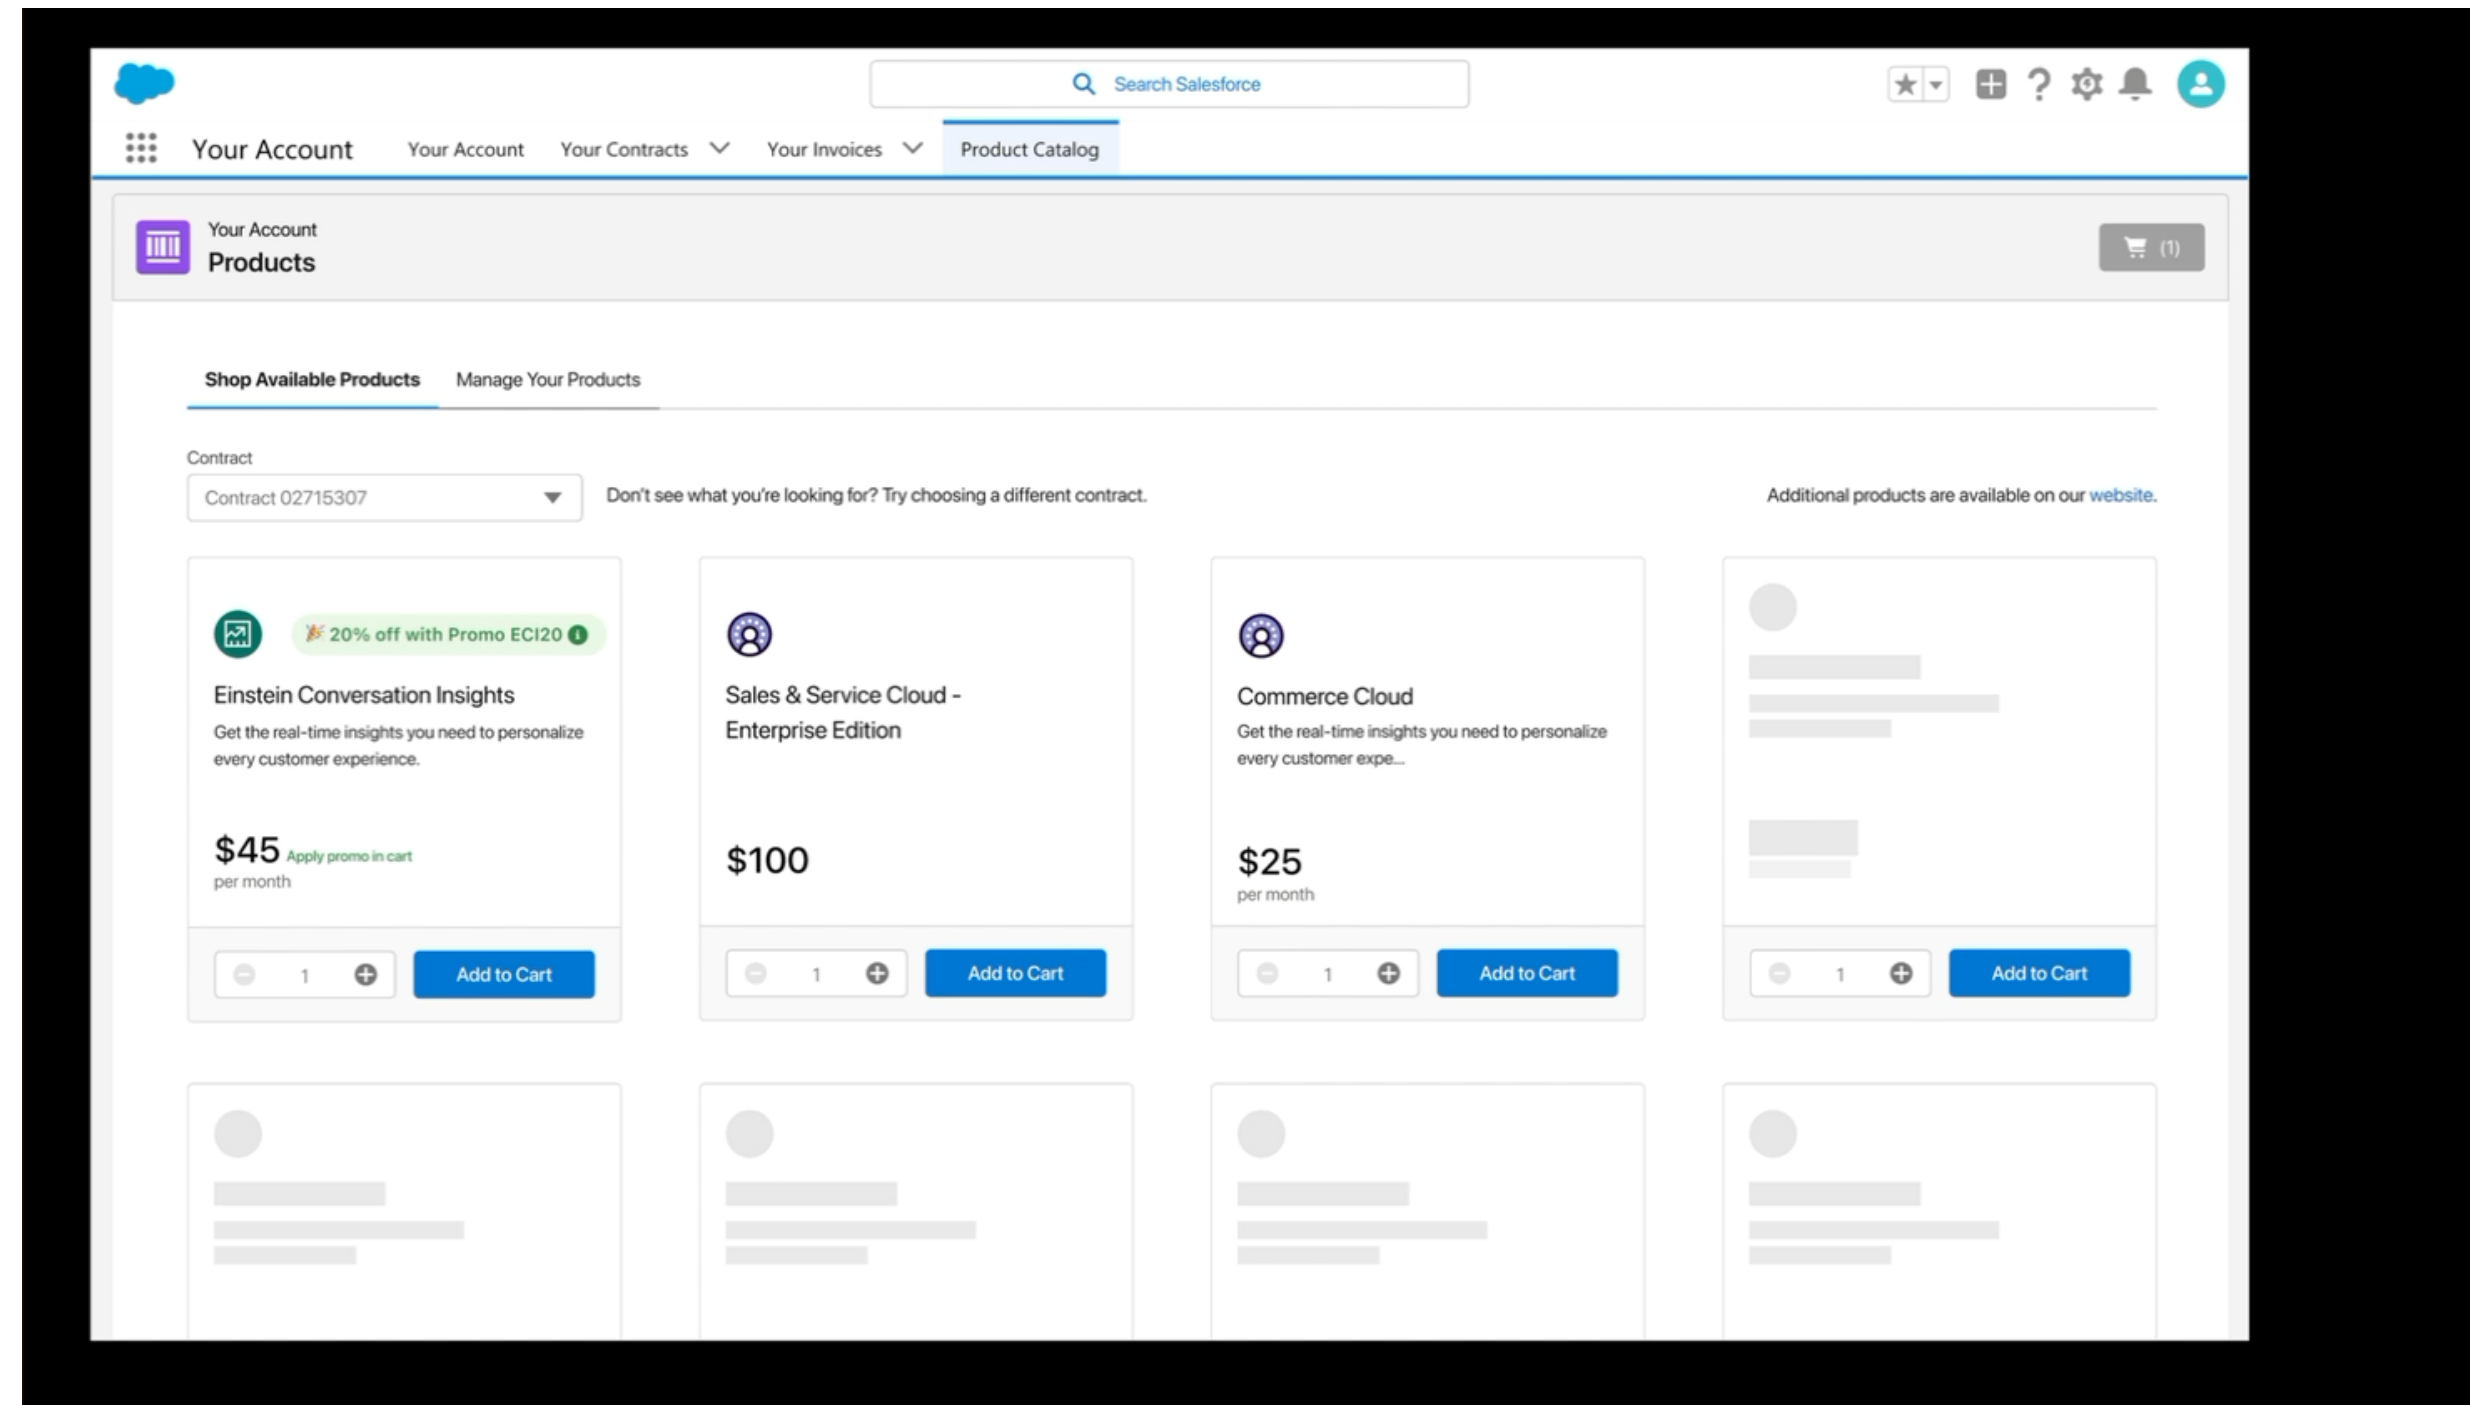 Search Salesforce
Your Account
Your Account
Your Contracts
Your Invoices
Product Catalog
Your Account
Products
(1)
Shop Available Products
Manage Your Products
Contract
Contract 02715307
Don't see what you're looking for? Try choosing a different contract.
Additional products are available on our website.
20% off with Promo ECI20
Einstein Conversation Insights
Get the real-time insights you need to personalize
every customer experience.
$45 Apply promo in cart
per month
1
Add to Cart
Sales & Service Cloud -
Enterprise Edition
$100
1
Add to Cart
Commerce Cloud
Get the real-time insights you need to personalize
every customer expe...
$25
per month
1
Add to Cart
1
Add to Cart